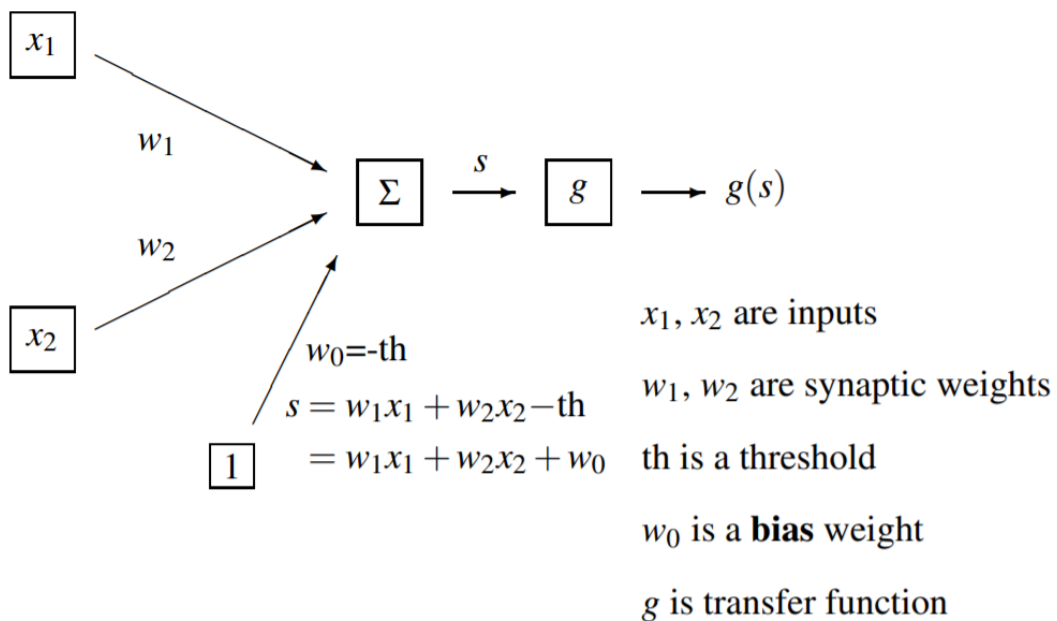 x₁
w₁
Σ
s
g
g(s)
w₂
x₂
w₀=-th
s = w₁x₁ + w₂x₂−th
= w₁x₁ + w₂x₂ + w₀
1
x₁, x₂ are inputs
w₁, w₂ are synaptic weights
th is a threshold
w₀ is a bias weight
g is transfer function